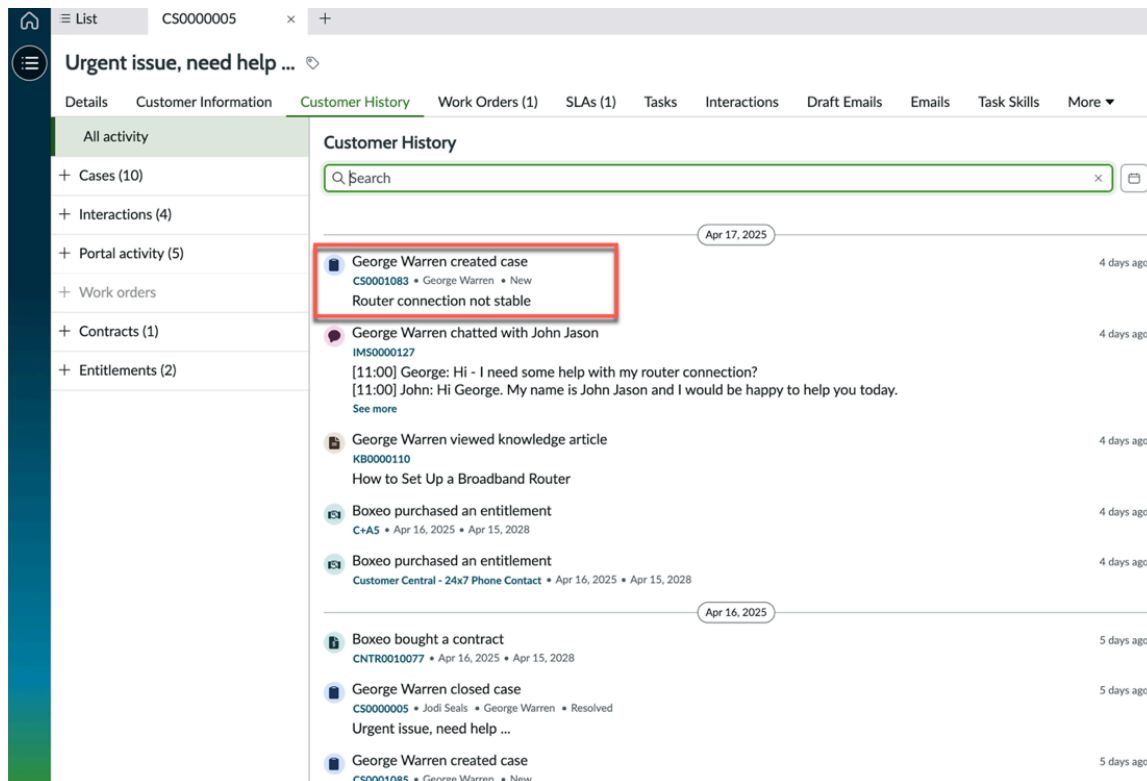 List
CS0000005
Urgent issue, need help ...
Details Customer Information Customer History Work Orders (1) SLAs (1) Tasks Interactions Draft Emails Emails Task Skills More
All activity
Cases (10)
Interactions (4)
Portal activity (5)
Work orders
Contracts (1)
Entitlements (2)
Customer History
Search
Apr 17, 2025
George Warren created case
4 days ago
CS0001083 • George Warren • New
Router connection not stable
George Warren chatted with John Jason
4 days ago
IMS0000127
[11:00] George: Hi - I need some help with my router connection?
[11:00] John: Hi George. My name is John Jason and I would be happy to help you today.
See more
George Warren viewed knowledge article
4 days ago
KB0000110
How to Set Up a Broadband Router
Boxeo purchased an entitlement
4 days ago
C+A5 • Apr 16, 2025 • Apr 15, 2028
Boxeo purchased an entitlement
4 days ago
Customer Central - 24x7 Phone Contact • Apr 16, 2025 • Apr 15, 2028
Apr 16, 2025
Boxeo bought a contract
5 days ago
CNTR0010077 • Apr 16, 2025 • Apr 15, 2028
George Warren closed case
5 days ago
CS0000005 • Jodi Seals • George Warren • Resolved
Urgent issue, need help ...
George Warren created case
5 days ago
CS0001085 • George Warren • New